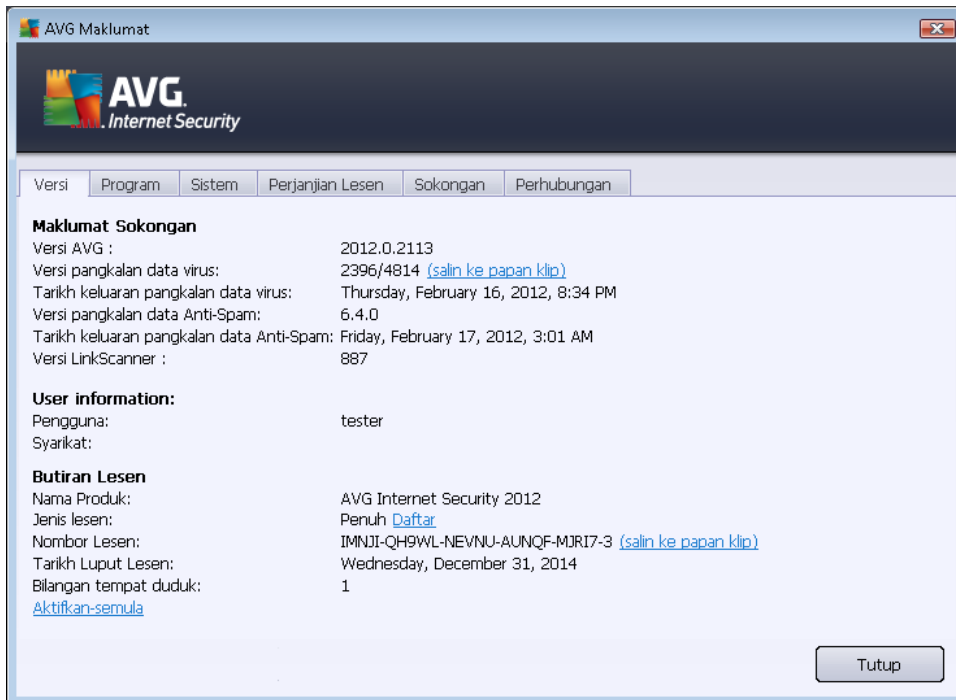 AVG Maklumat
AVG.
Internet Security
Versi Program Sistem Perjanjian Lesen Sokongan Perhubungan
Maklumat Sokongan
Versi AVG : 2012.0.2113
Versi pangkalan data virus: 2396/4814 (salin ke papan klip)
Tarikh keluaran pangkalan data virus: Thursday, February 16, 2012, 8:34 PM
Versi pangkalan data Anti-Spam: 6.4.0
Tarikh keluaran pangkalan data Anti-Spam: Friday, February 17, 2012, 3:01 AM
Versi LinkScanner : 887
User information:
Pengguna: tester
Syarikat:
Butiran Lesen
Nama Produk: AVG Internet Security 2012
Jenis lesen: Penuh Daftar
Nombor Lesen: IMNJI-QH9WL-NEVNU-AUNQF-MJRI7-3 (salin ke papan klip)
Tarikh Luput Lesen: Wednesday, December 31, 2014
Bilangan tempat duduk: 1
Aktifkan-semula
Tutup